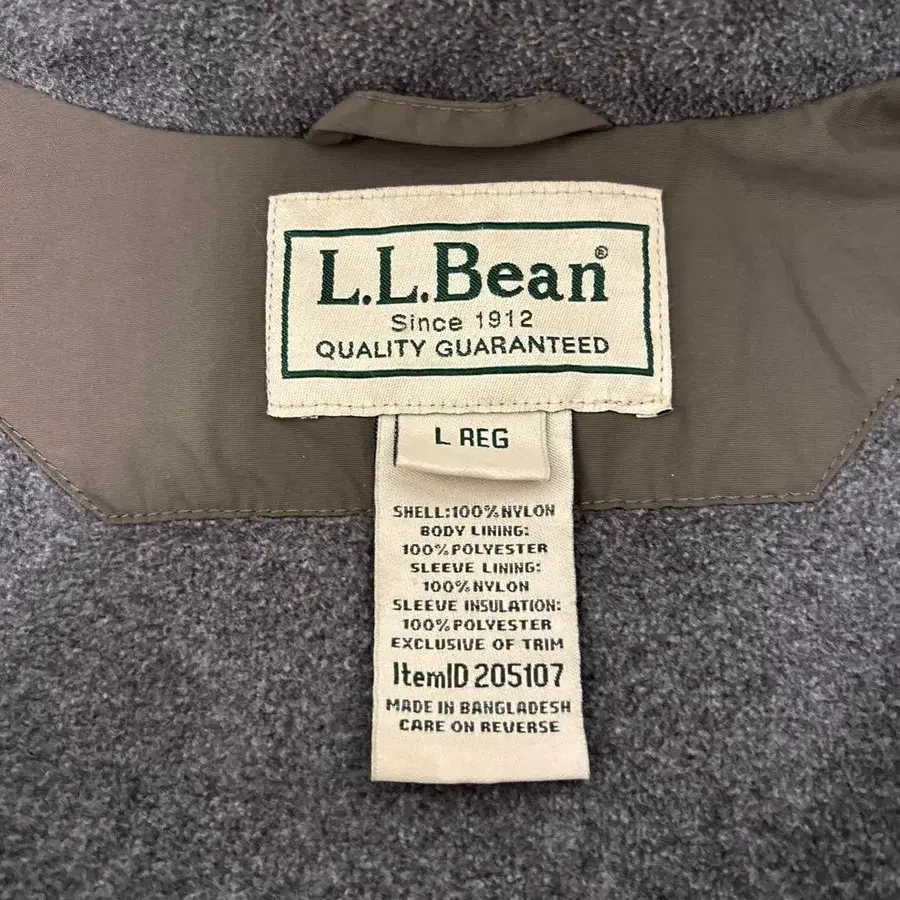 L.L.Bean®
Since 1912
QUALITY GUARANTEED
L REG
SHELL:100%NYLON
BODY LINING:
100%POLYESTER
SLEEVE LINING:
100%NYLON
SLEEVE INSULATION:
100%POLYESTER
EXCLUSIVE OF TRIM
ItemID 205107
MADE IN BANGLADESH
CARE ON REVERSE